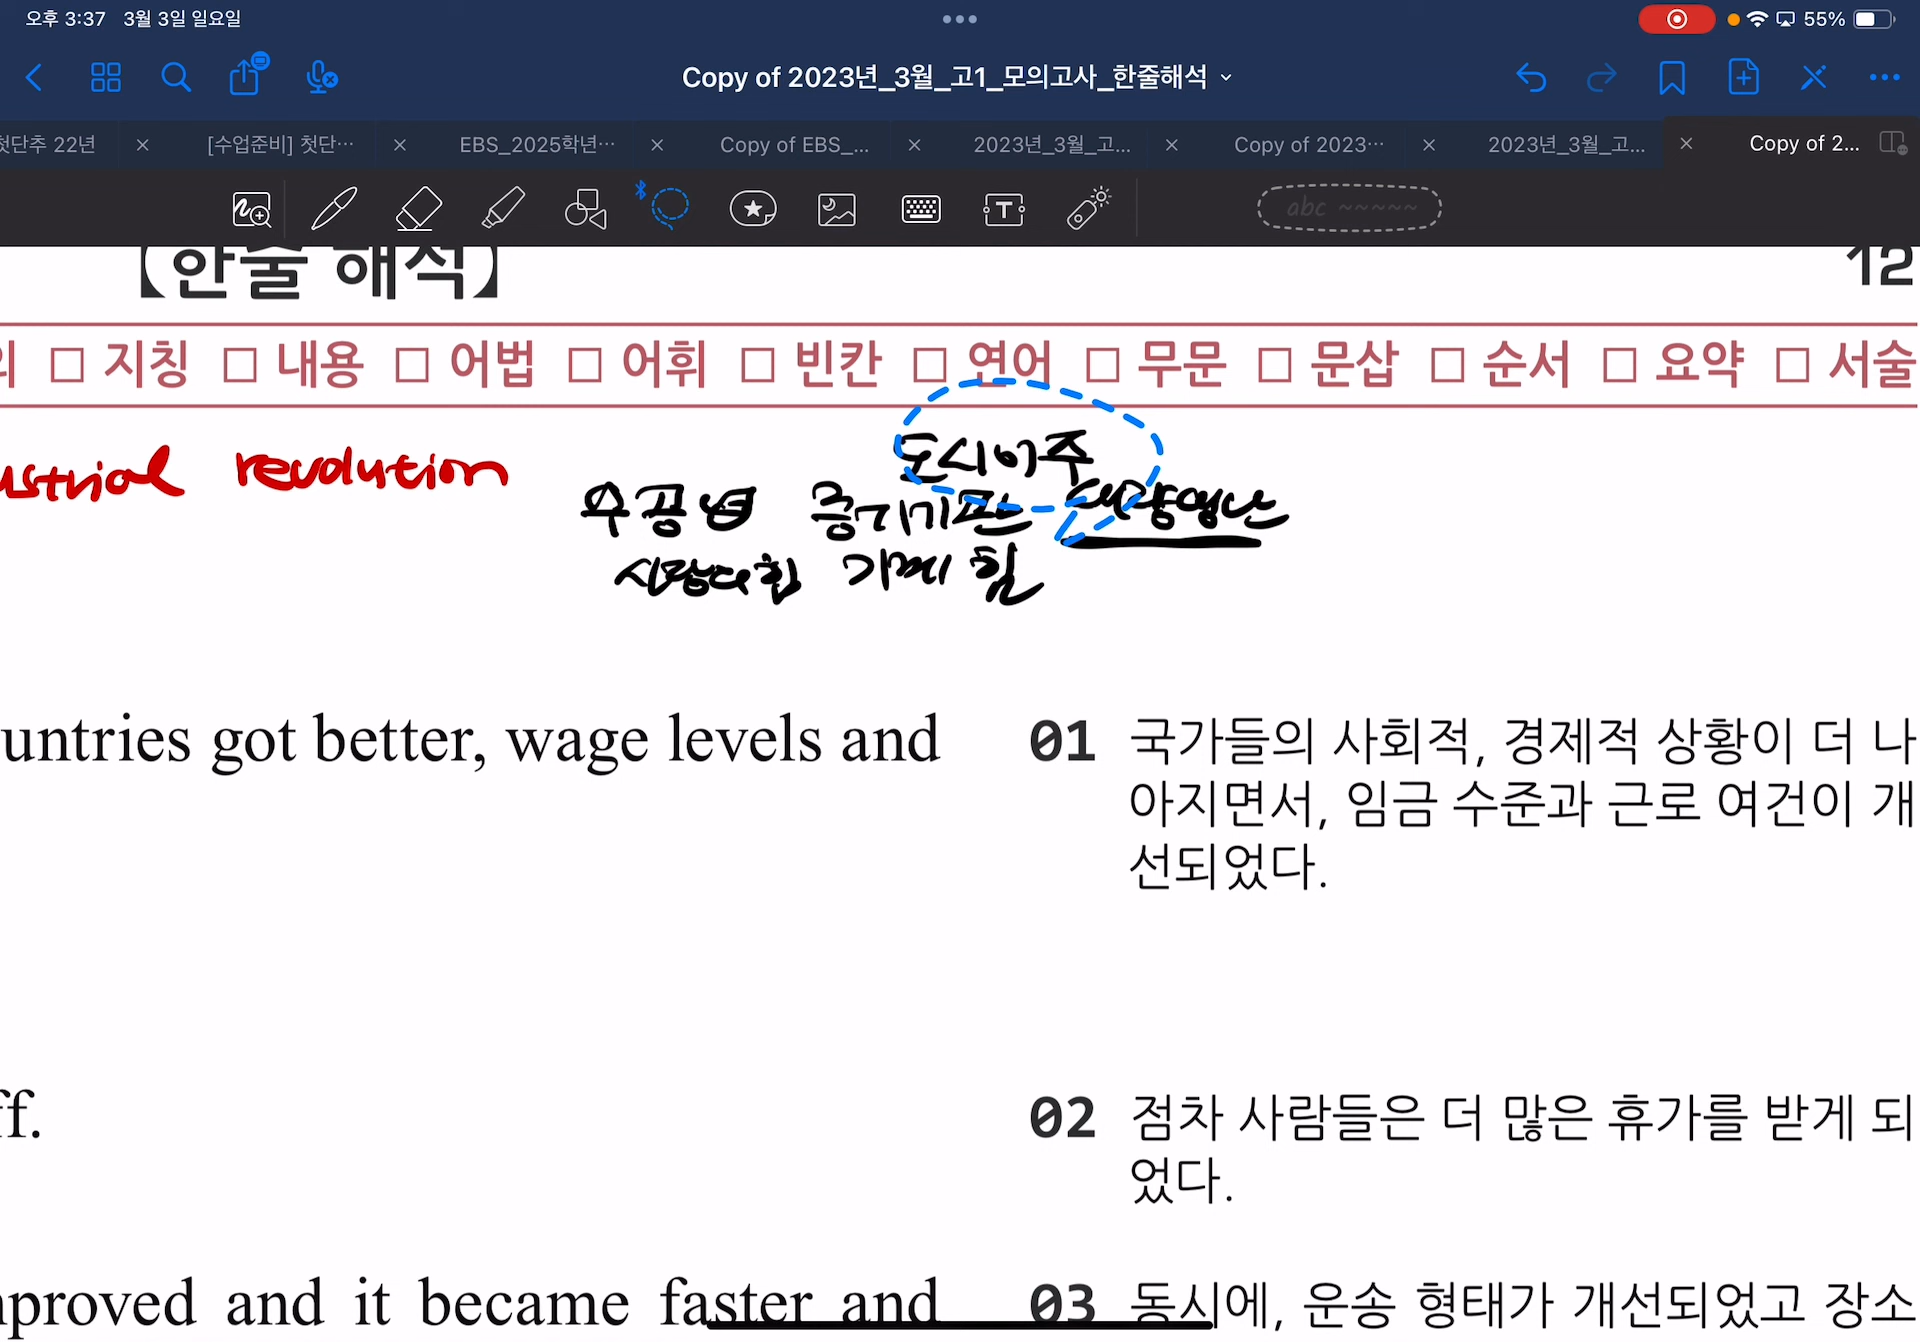 오후 3:37 3월 3일 일요일 55%
Copy of 2023년_3월_고1_모의고사_한줄해석
첫단추 22년 × [수업준비] 첫단… × EBS_2025학년… × Copy of EBS_... × 2023년_3월_고... × Copy of 2023… × 2023년_3월_고... × Copy of 2...
abc
【한줄 해석】 12
의 □ 지칭 □ 내용 □ 어법 □ 어휘 □ 빈칸 □ 연어 □ 무문 □ 문삽 □ 순서 □ 요약 □ 서술
도시이주
ustrial revolution
수공업 증기기관 대량생산
사람의 힘 기계 힘
untries got better, wage levels and
01 국가들의 사회적, 경제적 상황이 더 나
아지면서, 임금 수준과 근로 여건이 개
선되었다.
ff.
02 점차 사람들은 더 많은 휴가를 받게 되
었다.
nproved and it became faster and
03 동시에, 운송 형태가 개선되었고 장소